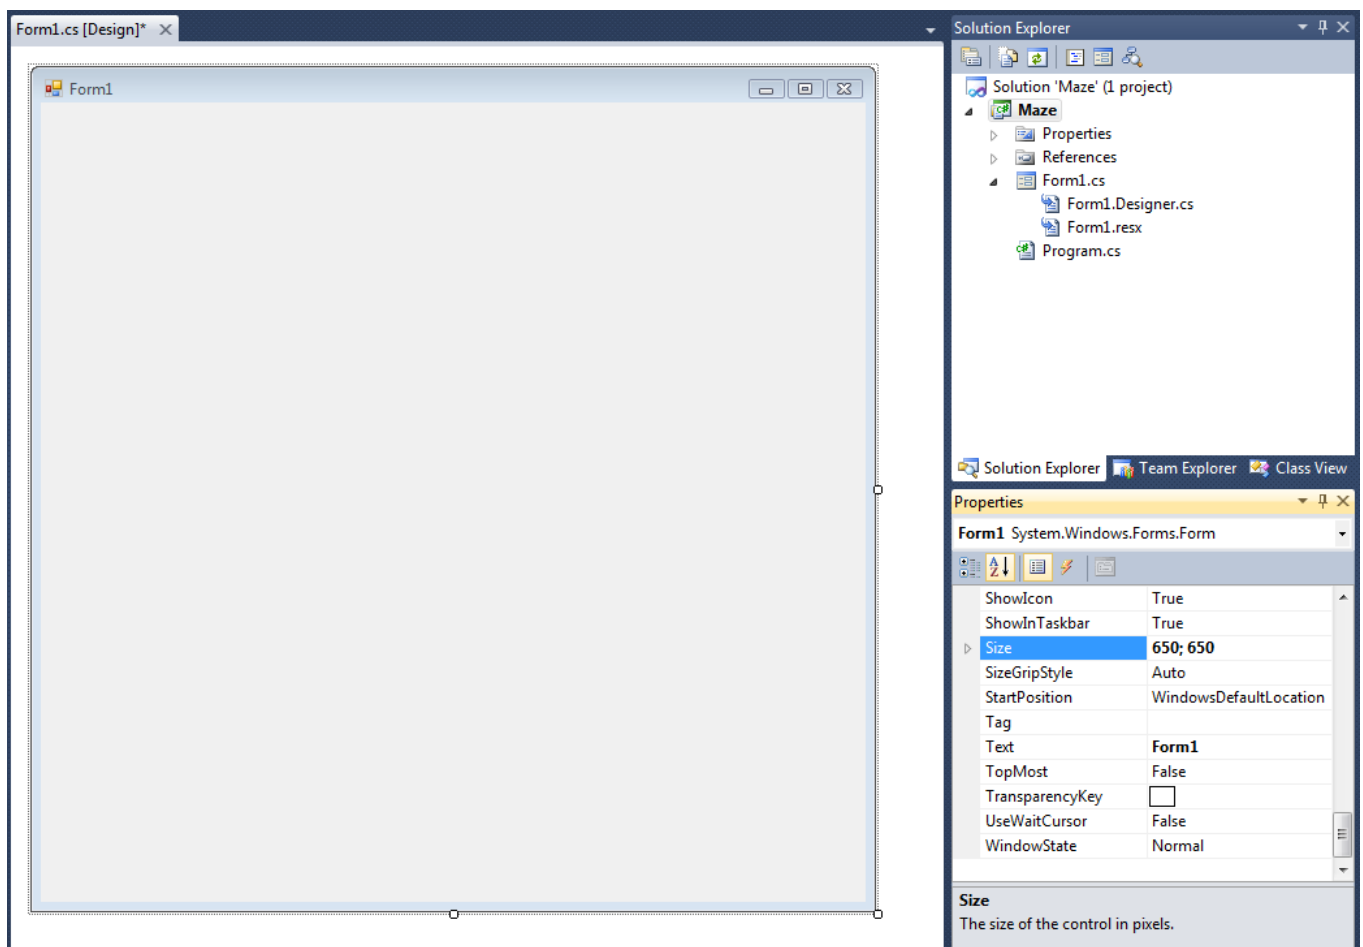 Form1.cs [Design]*
Form1
Solution Explorer
Solution 'Maze' (1 project)
Maze
Properties
References
Form1.cs
Form1.Designer.cs
Form1.resx
Program.cs
Solution Explorer Team Explorer Class View
Properties
Form1 System.Windows.Forms.Form
ShowIcon True
ShowInTaskbar True
Size 650; 650
SizeGripStyle Auto
StartPosition WindowsDefaultLocation
Tag
Text Form1
TopMost False
TransparencyKey
UseWaitCursor False
WindowState Normal
Size
The size of the control in pixels.